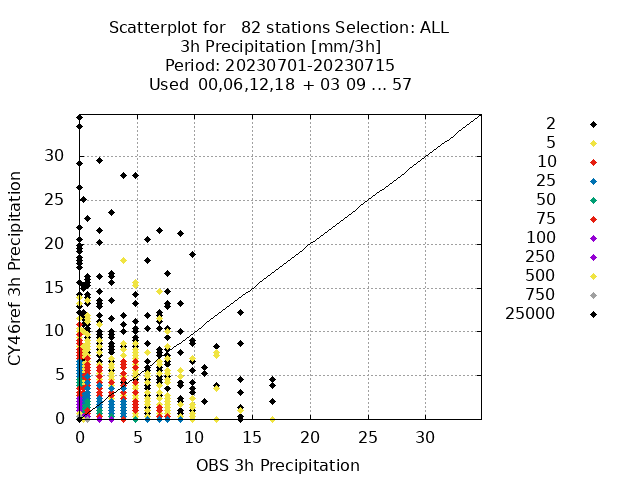 Scatterplot for   82 stations Selection: ALL
3h Precipitation [mm/3h]
Period: 20230701-20230715
Used  00,06,12,18  + 03 09 ... 57
CY46ref 3h Precipitation
30
25
20
15
10
5
0
0 5 10 15 20 25 30
OBS 3h Precipitation
2
5
10
25
50
75
100
250
500
750
25000